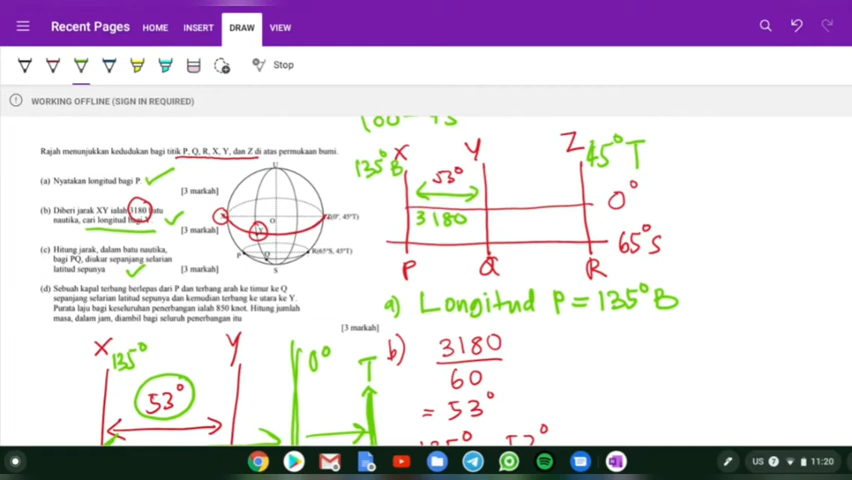 Recent Pages HOME INSERT DRAW VIEW
Stop
WORKING OFFLINE (SIGN IN REQUIRED)
Rajah menunjukkan kedudukan bagi titik P, Q, R, X, Y, dan Z di atas permukaan bumi.
(a) Nyatakan longitud bagi P.
[3 markah]
(b) Diberi jarak XY ialah 3180 batu
nautika, cari longitud bagi Y
[3 markah]
(c) Hitung jarak, dalam batu nautika,
bagi PQ, diukur sepanjang selarian
latitud sepunya
[3 markah]
(d) Sebuah kapal terbang berlepas dari P dan terbang arah ke timur ke Q
sepanjang selarian latitud sepunya dan kemudian terbang ke utara ke Y.
Purata laju bagi keseluruhan penerbangan ialah 850 knot. Hitung jumlah
masa, dalam jam, diambil bagi seluruh penerbangan itu
[3 markah]
U
X
O
Z(0°, 45°T)
Y
P
Q
R(65°S, 45°T)
S
X Y Z 45°T
135°B
53°
3180
0°
65°S
P Q R
a) Longitud P = 135°B
b) 3180
60
= 53°
X Y
135°
0°
T
53°
US 7 11:20